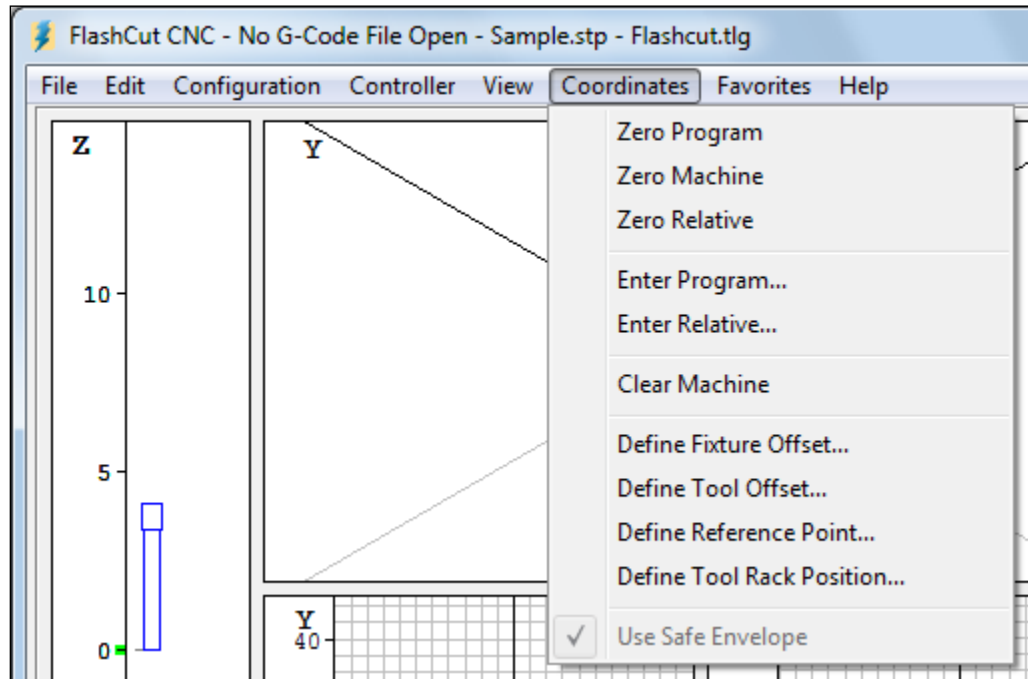 FlashCut CNC - No G-Code File Open - Sample.stp - Flashcut.tlg
File Edit Configuration Controller View Coordinates Favorites Help
Z
10
5
0
Y
Y
40
Zero Program
Zero Machine
Zero Relative
Enter Program...
Enter Relative...
Clear Machine
Define Fixture Offset...
Define Tool Offset...
Define Reference Point...
Define Tool Rack Position...
Use Safe Envelope